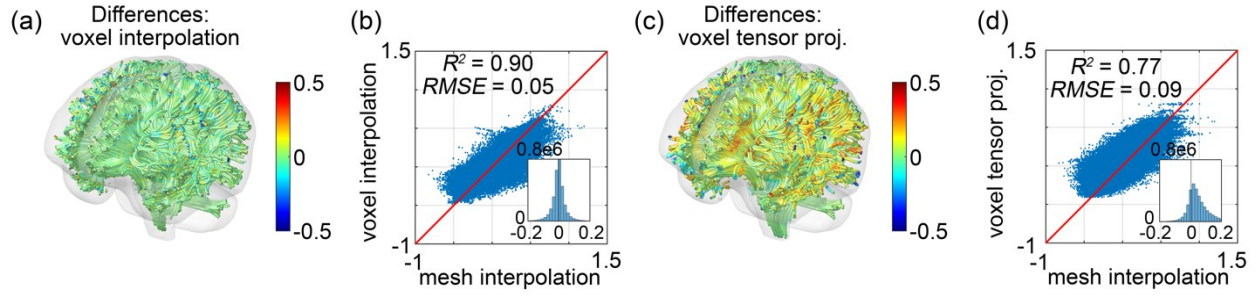 (a)
Differences:
voxel interpolation
0.5
0
-0.5
(b)
voxel interpolation
1.5
-1
R² = 0.90
RMSE = 0.05
0.8e6
0
-0.2 0 0.2
-1 1.5
mesh interpolation
(c)
Differences:
voxel tensor proj.
0.5
0
-0.5
(d)
voxel tensor proj.
1.5
-1
R² = 0.77
RMSE = 0.09
0.8e6
0
-0.2 0 0.2
-1 1.5
mesh interpolation